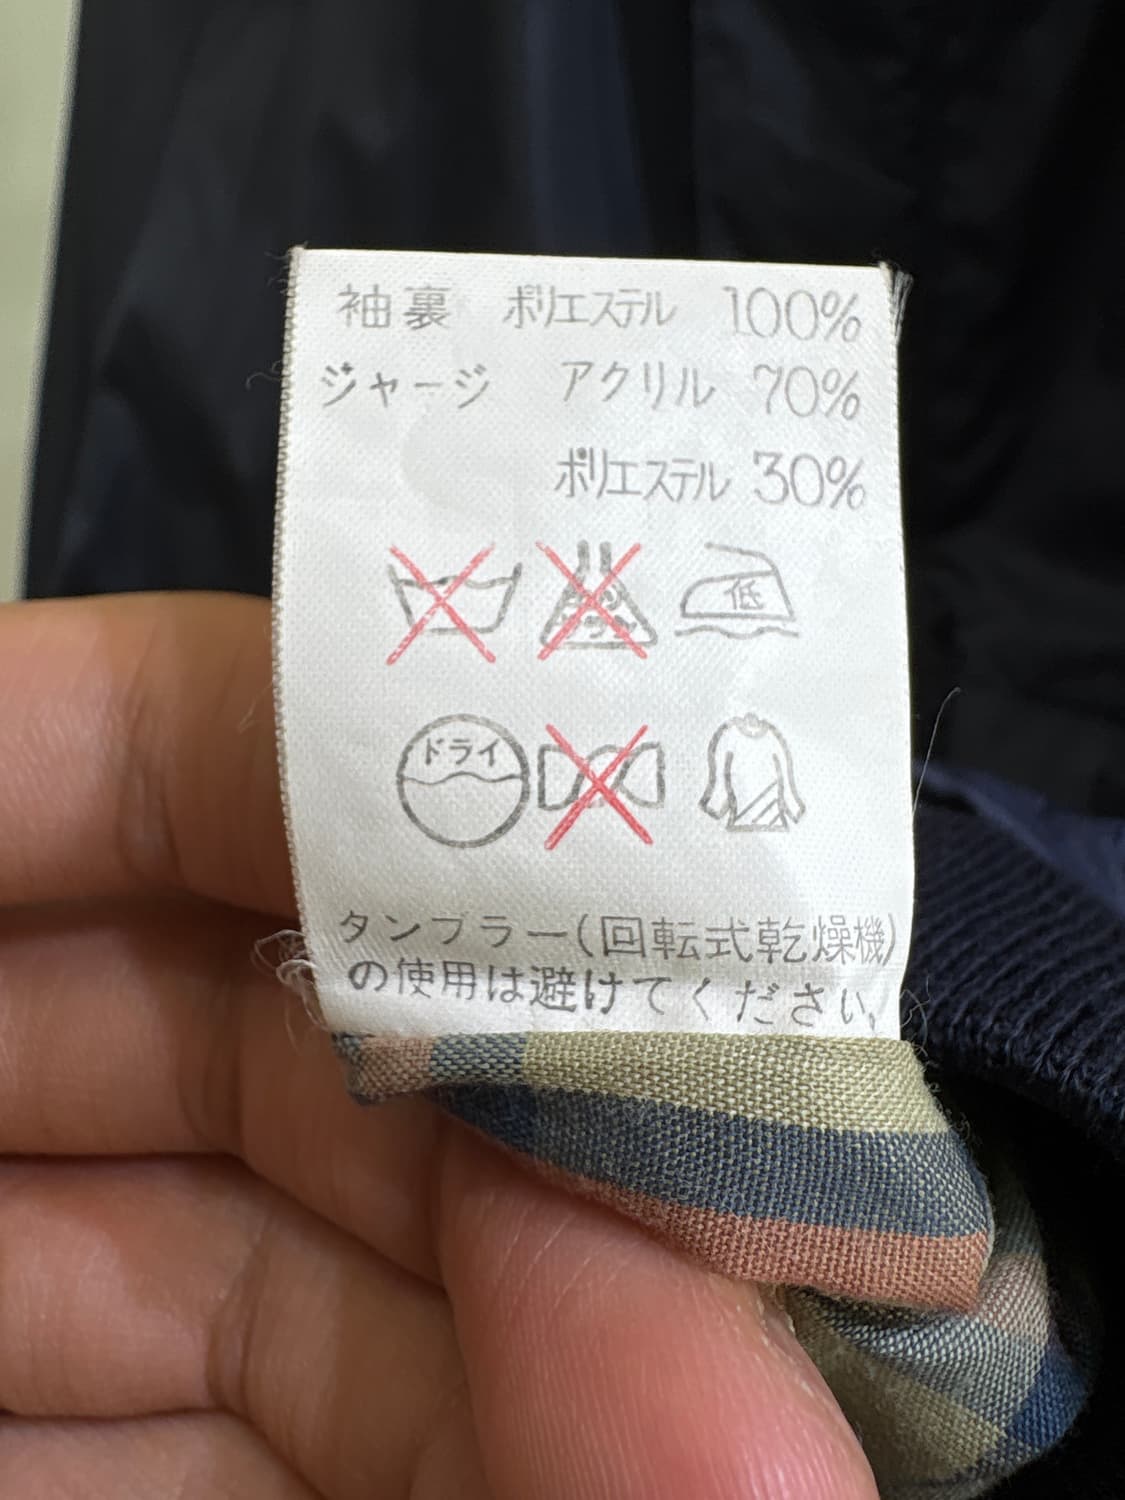 袖裏 ポリエステル 100%
ジャージ アクリル 70%
ポリエステル 30%
低
ドライ
タンブラー(回転式乾燥機)
の使用は避けてください。